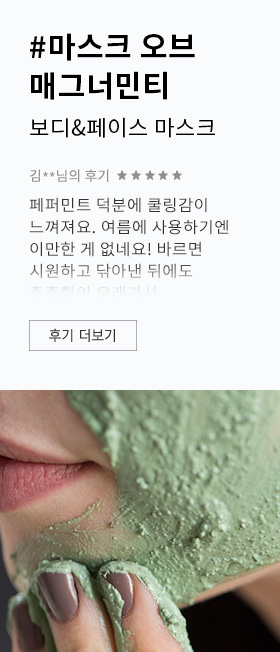 #마스크 오브
매그너민티
보디&페이스 마스크
김**님의 후기 ★★★★★
페퍼민트 덕분에 쿨링감이
느껴져요. 여름에 사용하기엔
이만한 게 없네요! 바르면
시원하고 닦아낸 뒤에도
후기 더보기